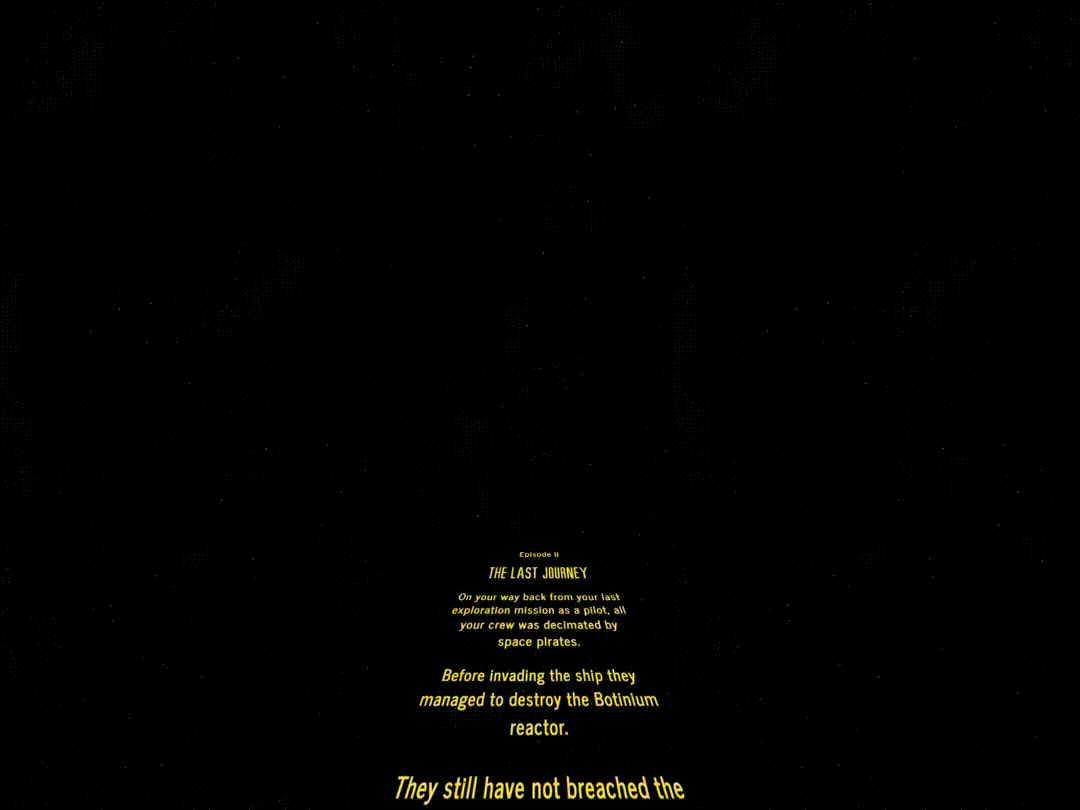 Episode II
THE LAST JOURNEY
On your way back from your last
exploration mission as a pilot, all
your crew was decimated by
space pirates.
Before invading the ship they
managed to destroy the Botinium
reactor.
They still have not breached the